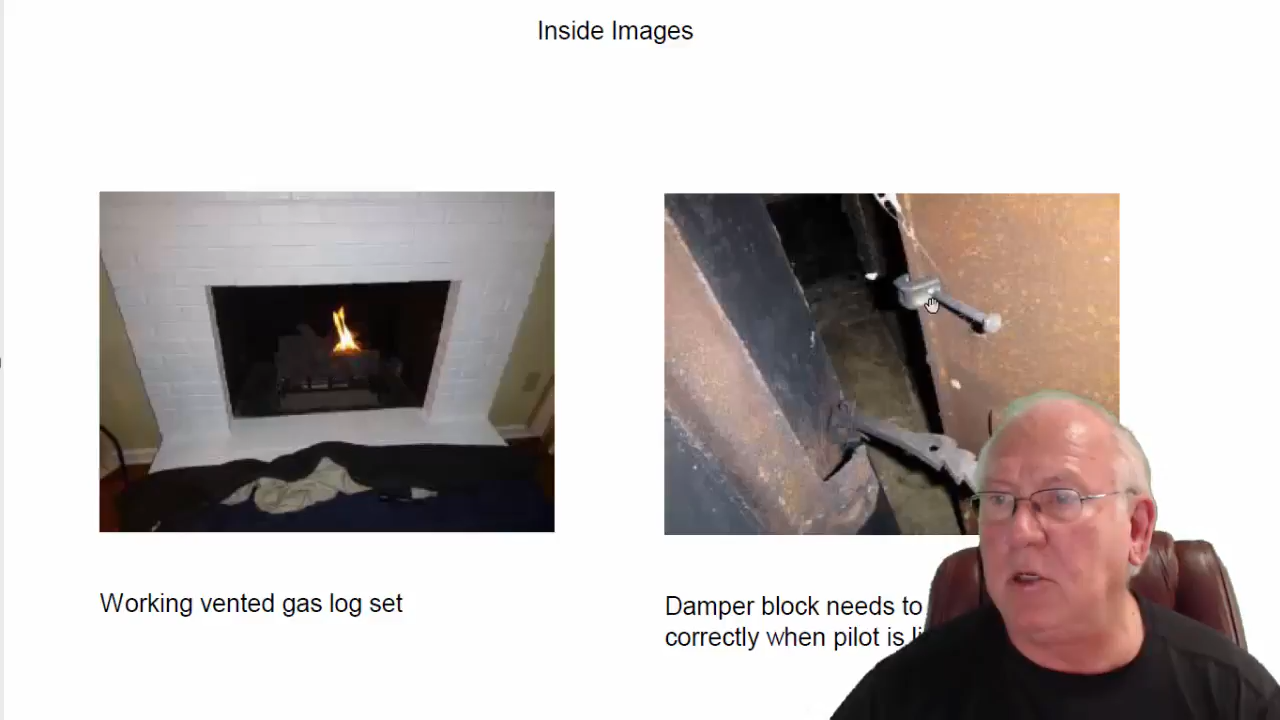 Inside Images
Working vented gas log set
Damper block needs to
correctly when pilot is